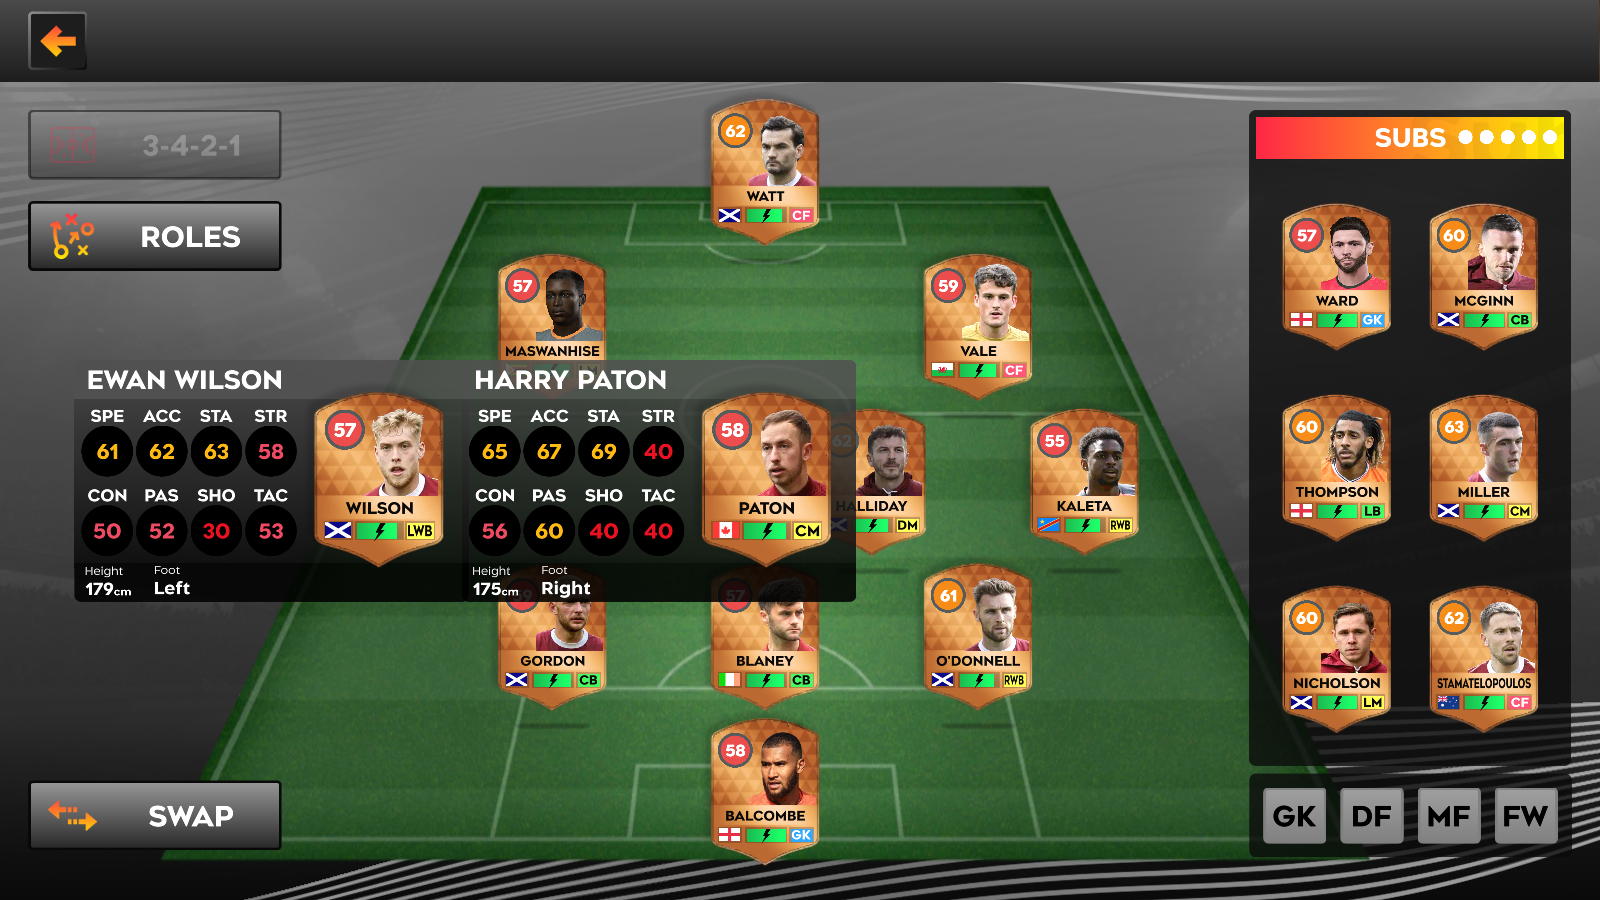 3-4-2-1
ROLES
62
WATT
CF
57
MASWANHISE
59
VALE
CF
SUBS
57
WARD
GK
60
MCGINN
CB
EWAN WILSON
SPE ACC STA STR
61 62 63 58
CON PAS SHO TAC
50 52 30 53
Height Foot
179cm Left
57
WILSON
LWB
HARRY PATON
SPE ACC STA STR
65 67 69 40
CON PAS SHO TAC
56 60 40 40
Height Foot
175cm Right
58
PATON
CM
62
HALLIDAY
DM
55
KALETA
RWB
60
THOMPSON
LB
63
MILLER
CM
GORDON
CB
57
BLANEY
CB
61
O'DONNELL
RWB
60
NICHOLSON
LM
62
STAMATELOPOULOS
CF
58
BALCOMBE
GK
SWAP
GK DF MF FW